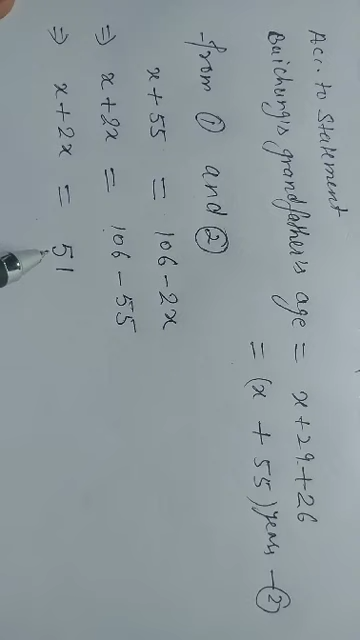 Acc. to Statement
Baichung's grandfather's age = x + 29 + 26
= (x + 55) years — ②
from ① and ②
x + 55 = 106 - 2x
⇒ x + 2x = 106 - 55
⇒ x + 2x = 51